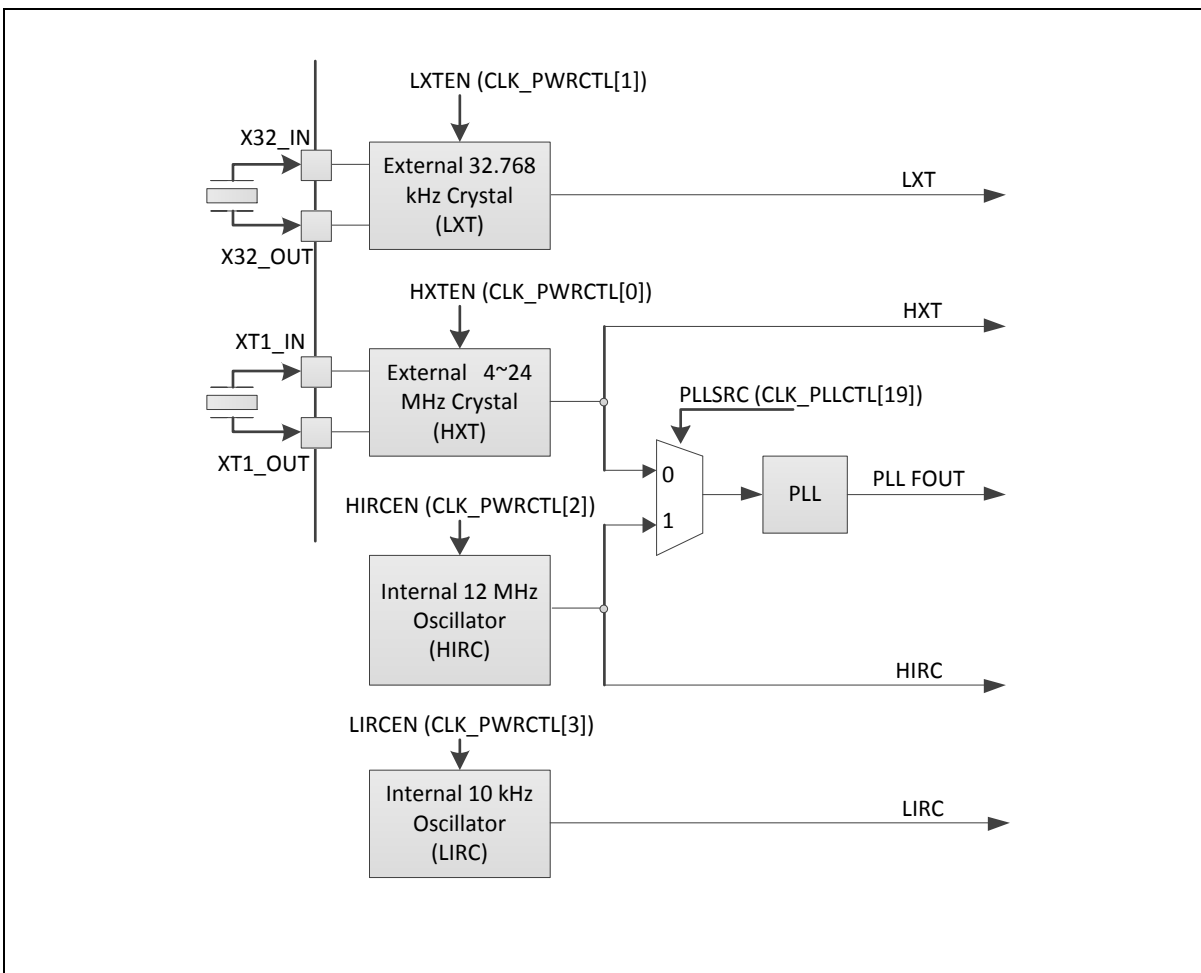 LXTEN (CLK_PWRCTL[1])
X32_IN
External 32.768
kHz Crystal
(LXT)
LXT
X32_OUT
HXTEN (CLK_PWRCTL[0])
HXT
XT1_IN
External 4~24
MHz Crystal
(HXT)
XT1_OUT
PLLSRC (CLK_PLLCTL[19])
0
1
PLL
PLL FOUT
HIRCEN (CLK_PWRCTL[2])
Internal 12 MHz
Oscillator
(HIRC)
HIRC
LIRCEN (CLK_PWRCTL[3])
Internal 10 kHz
Oscillator
(LIRC)
LIRC